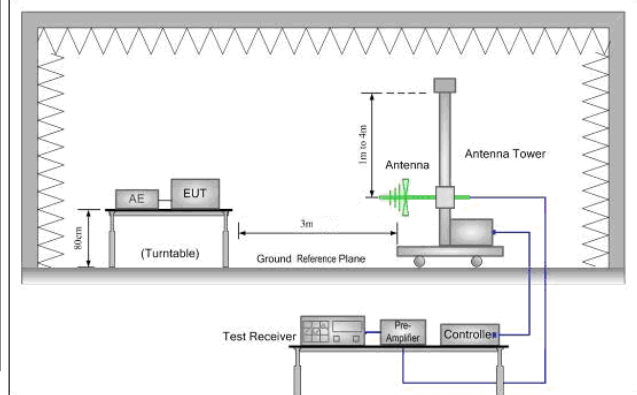 1m to 4m
Antenna
Antenna Tower
AE
EUT
80cm
(Turntable)
3m
Ground Reference Plane
Test Receiver
Pre-
Amplifier
Controller